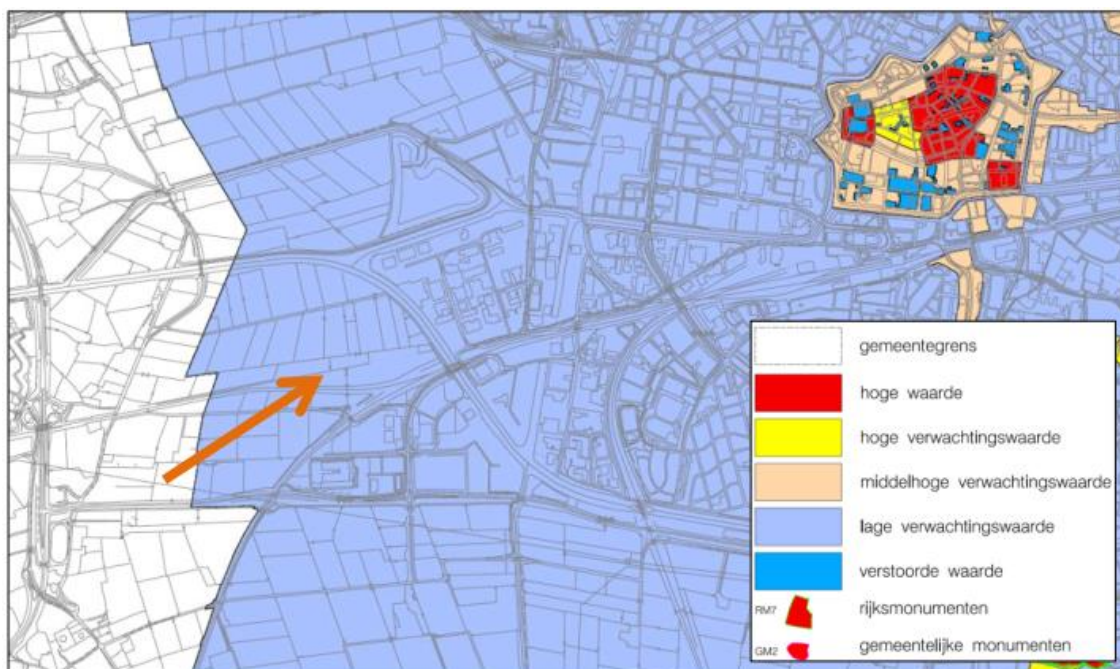 gemeentegrens
hoge waarde
hoge verwachtingswaarde
middelhoge verwachtingswaarde
lage verwachtingswaarde
verstoorde waarde
RM7 rijksmonumenten
GM2 gemeentelijke monumenten